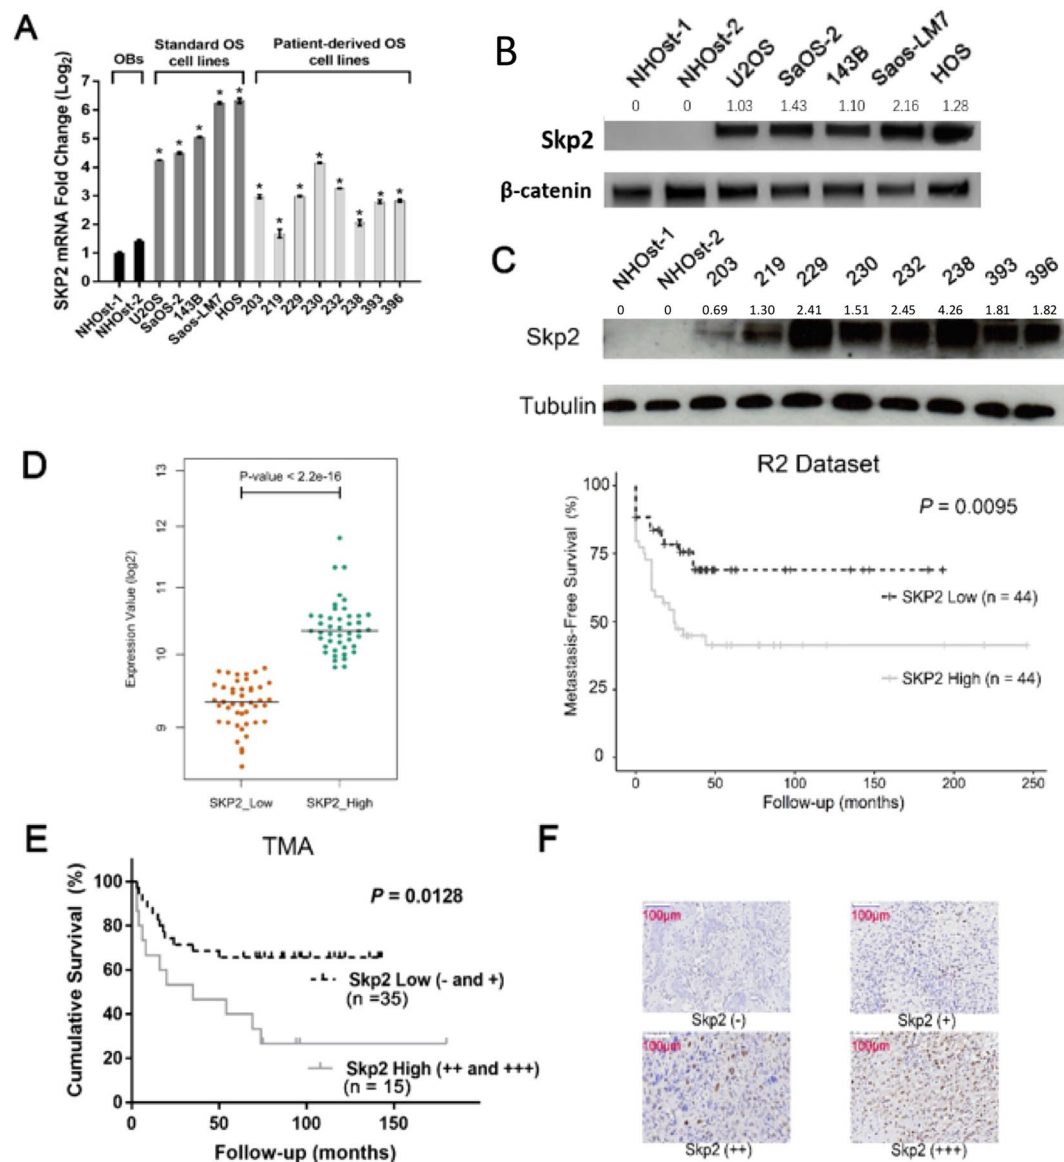 A
SKP2 mRNA Fold Change (Log2)
OBs
Standard OS
cell lines
Patient-derived OS
cell lines
7
6
5
4
3
2
1
0
* * * * * * * * * * * * *
NHOst-1
NHOst-2
U2OS
SaOS-2
143B
Saos-LM7
HOS
203
219
229
230
232
238
393
396
B
NHOst-1
NHOst-2
U2OS
SaOS-2
143B
Saos-LM7
HOS
0 0 1.03 1.43 1.10 2.16 1.28
Skp2
β-catenin
C
NHOst-1
NHOst-2
203
219
229
230
232
238
393
396
0 0 0.69 1.30 2.41 1.51 2.45 4.26 1.81 1.82
Skp2
Tubulin
D
P-value < 2.2e-16
Expression Value (log2)
13
12
11
10
9
SKP2_Low
SKP2_High
R2 Dataset
P = 0.0095
Metastasis-Free Survival (%)
100
75
50
25
0
SKP2 Low (n = 44)
SKP2 High (n = 44)
0 50 100 150 200 250
Follow-up (months)
E
TMA
P = 0.0128
Cumulative Survival (%)
100
80
60
40
20
0
Skp2 Low (- and +)
(n =35)
Skp2 High (++ and +++)
(n = 15)
0 50 100 150
Follow-up (months)
F
100μm
Skp2 (-)
100μm
Skp2 (+)
100μm
Skp2 (++)
100μm
Skp2 (+++)